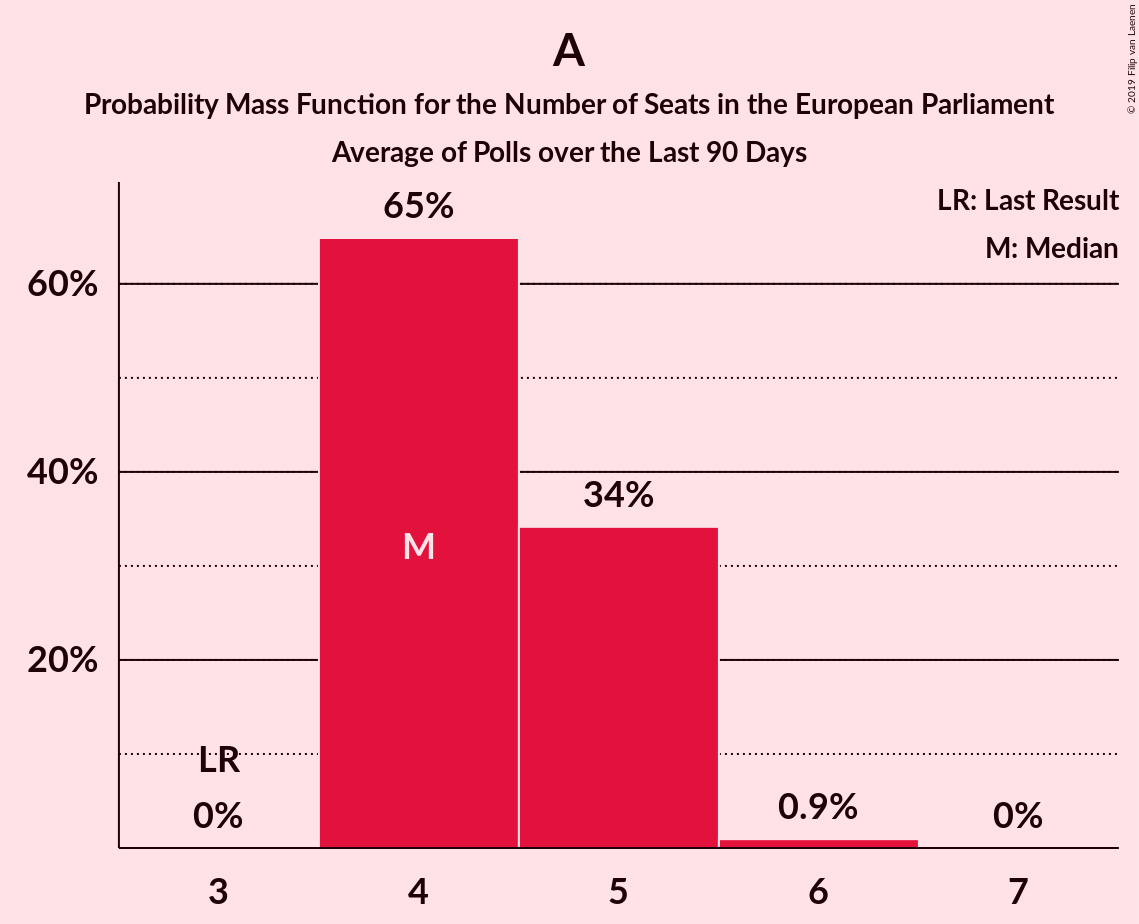 A
Probability Mass Function for the Number of Seats in the European Parliament
Average of Polls over the Last 90 Days
© 2019 Filip van Laenen
LR: Last Result
M: Median
65%
60%
40%
34%
M
20%
LR
0%
0.9%
0%
3 4 5 6 7